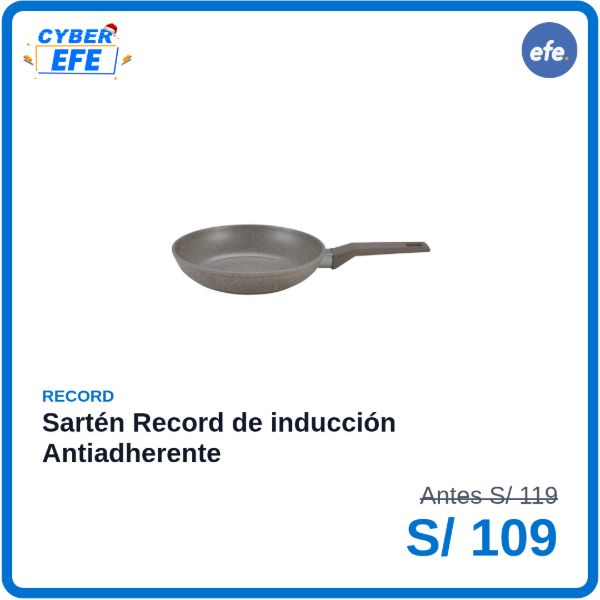 CYBER
EFE
efe.
RECORD
Sartén Record de inducción
Antiadherente
Antes S/ 119
S/ 109